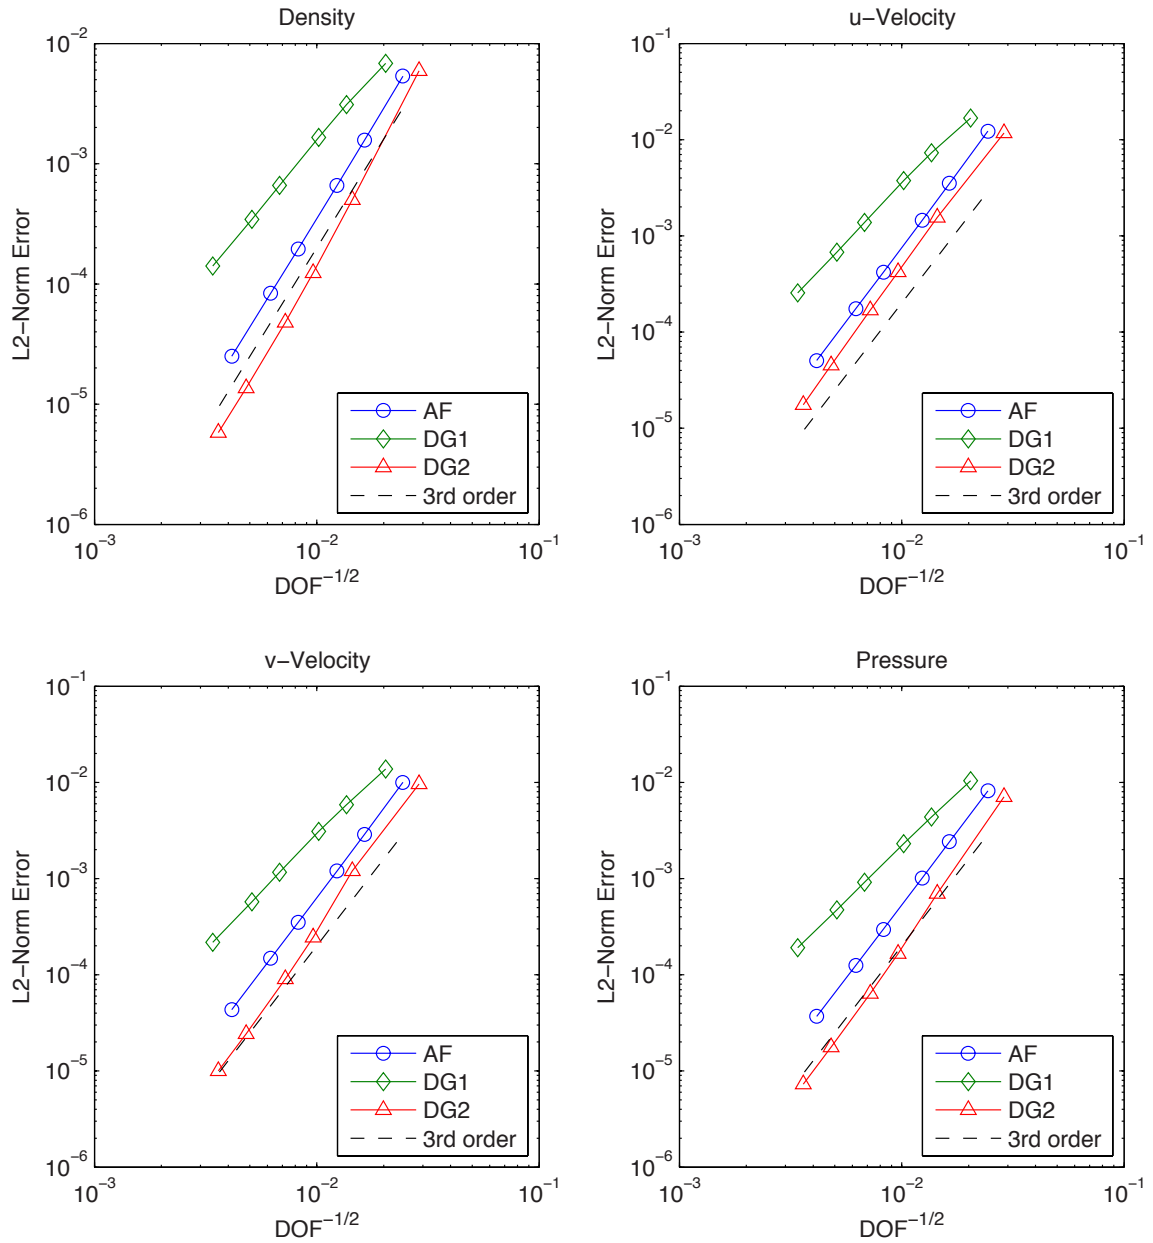 Density
10⁻²
10⁻³
10⁻⁴
10⁻⁵
10⁻⁶
L2−Norm Error
AF
DG1
DG2
3rd order
10⁻³
10⁻²
10⁻¹
DOF⁻¹/²
u−Velocity
10⁻¹
10⁻²
10⁻³
10⁻⁴
10⁻⁵
10⁻⁶
L2−Norm Error
AF
DG1
DG2
3rd order
10⁻³
10⁻²
10⁻¹
DOF⁻¹/²
v−Velocity
10⁻¹
10⁻²
10⁻³
10⁻⁴
10⁻⁵
10⁻⁶
L2−Norm Error
AF
DG1
DG2
3rd order
10⁻³
10⁻²
10⁻¹
DOF⁻¹/²
Pressure
10⁻¹
10⁻²
10⁻³
10⁻⁴
10⁻⁵
10⁻⁶
L2−Norm Error
AF
DG1
DG2
3rd order
10⁻³
10⁻²
10⁻¹
DOF⁻¹/²